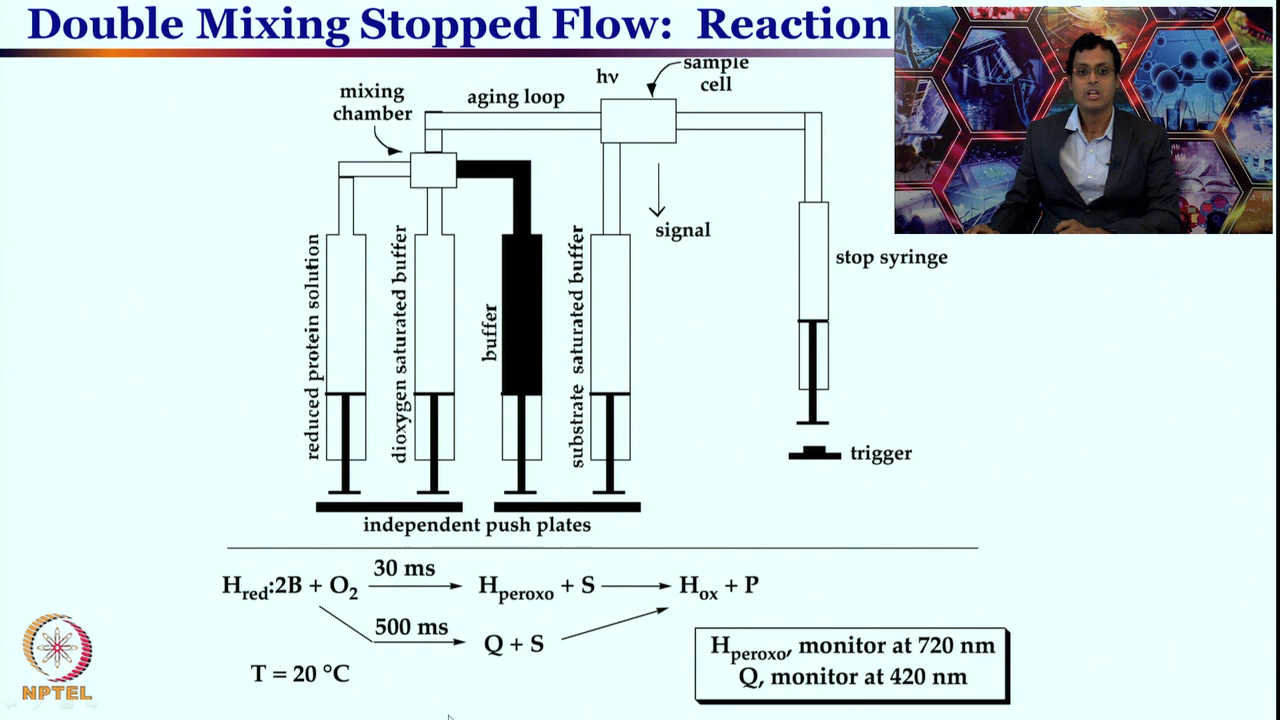 Double Mixing Stopped Flow: Reaction
hν
sample
cell
mixing
chamber
aging loop
signal
reduced protein solution
dioxygen saturated buffer
buffer
substrate saturated buffer
stop syringe
trigger
independent push plates
H_red:2B + O₂ 30 ms H_peroxo + S H_ox + P
500 ms Q + S
T = 20 °C
H_peroxo, monitor at 720 nm
Q, monitor at 420 nm
NPTEL